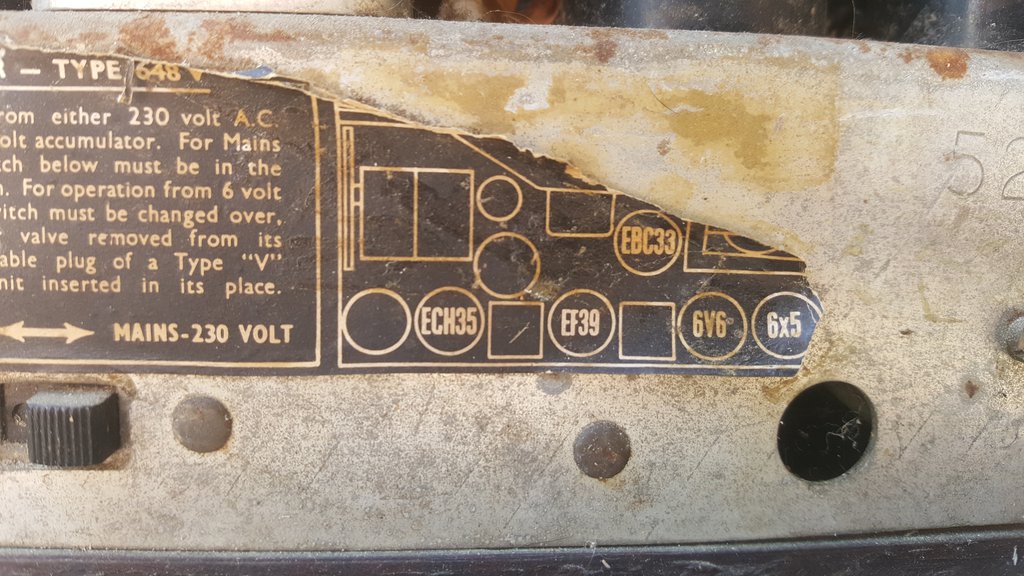 – TYPE 648 V
rom either 230 volt A.C.
olt accumulator. For Mains
tch below must be in the
n. For operation from 6 volt
witch must be changed over,
valve removed from its
able plug of a Type "V"
nit inserted in its place.
MAINS-230 VOLT
EBC33
ECH35
EF39
6V6
6x5
52